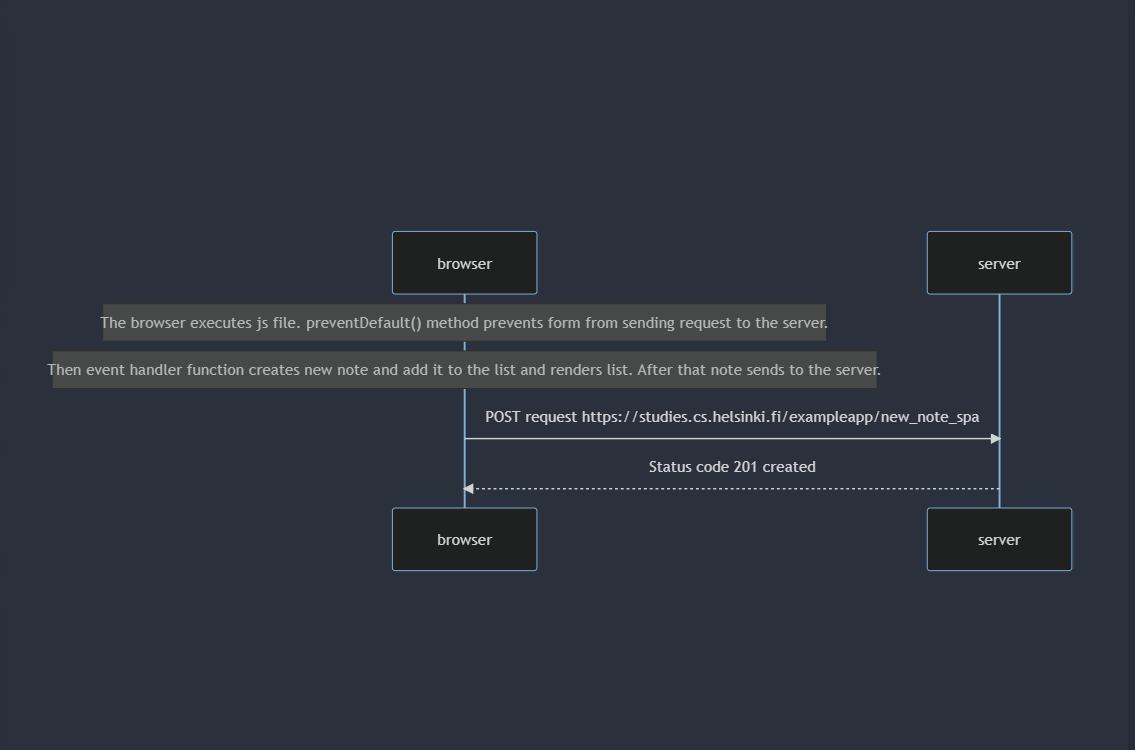 browser
server
The browser executes js file. preventDefault() method prevents form from sending request to the server.
Then event handler function creates new note and add it to the list and renders list. After that note sends to the server.
POST request https://studies.cs.helsinki.fi/exampleapp/new_note_spa
Status code 201 created
browser
server